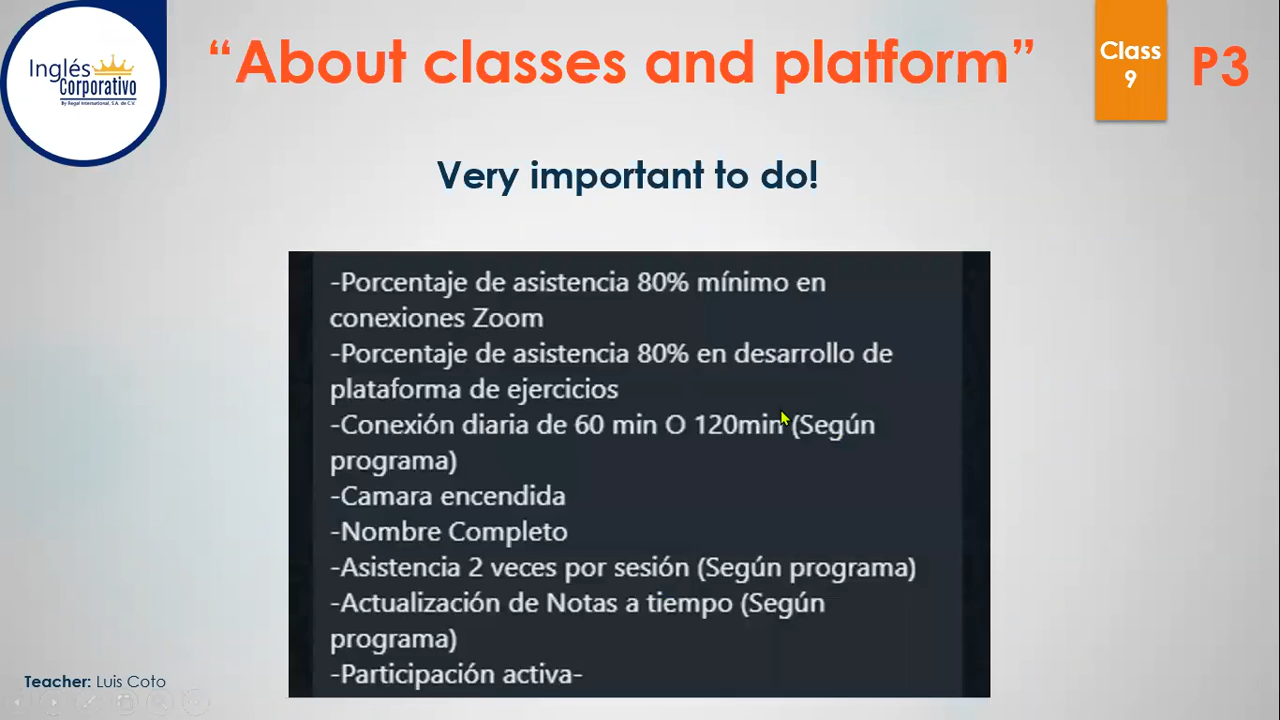 Inglés
Corporativo
By Regal International, S.A. de C.V.
“About classes and platform”
Class
9
P3
Very important to do!
-Porcentaje de asistencia 80% mínimo en
conexiones Zoom
-Porcentaje de asistencia 80% en desarrollo de
plataforma de ejercicios
-Conexión diaria de 60 min O 120min (Según
programa)
-Camara encendida
-Nombre Completo
-Asistencia 2 veces por sesión (Según programa)
-Actualización de Notas a tiempo (Según
programa)
-Participación activa-
Teacher: Luis Coto